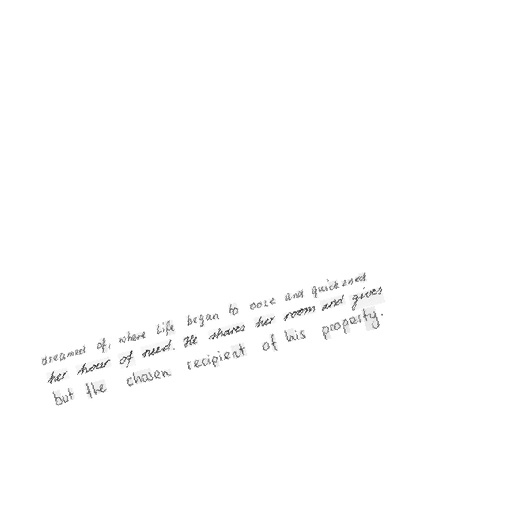 dreamed of, where life began to ooze and quickened
her hour of need. He shares her room and gives
but the chosen recipient of his property.